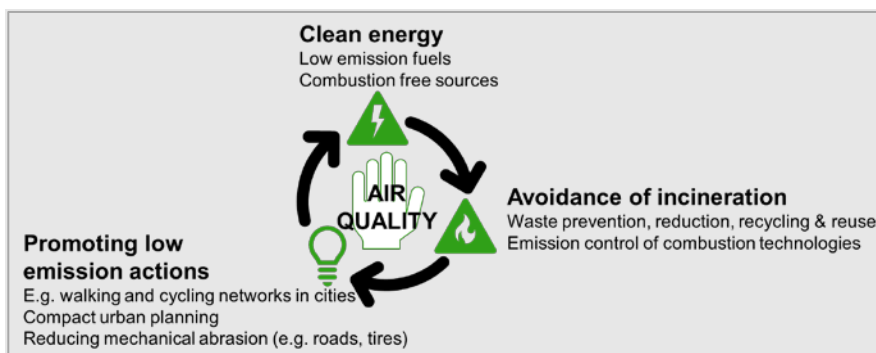 Clean energy
Low emission fuels
Combustion free sources
AIR
QUALITY
Avoidance of incineration
Waste prevention, reduction, recycling & reuse
Emission control of combustion technologies
Promoting low
emission actions
E.g. walking and cycling networks in cities
Compact urban planning
Reducing mechanical abrasion (e.g. roads, tires)